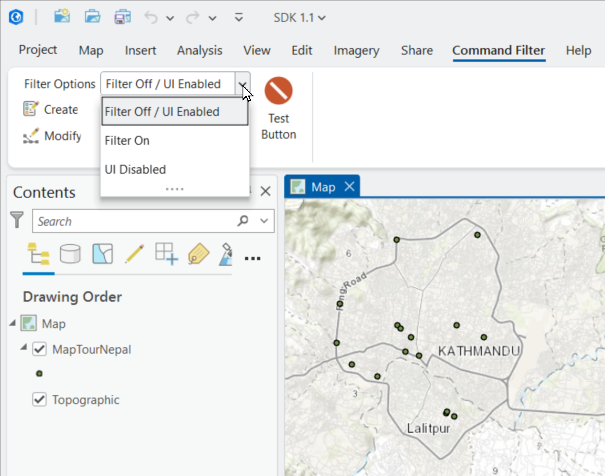 SDK 1.1
Project Map Insert Analysis View Edit Imagery Share Command Filter Help
Filter Options Filter Off / UI Enabled
Create
Modify
Filter Off / UI Enabled
Filter On
UI Disabled
Test
Button
Contents
Search
Drawing Order
Map
MapTourNepal
Topographic
Map
6
Ring Road
KATHMANDU
3
Lalitpur
9